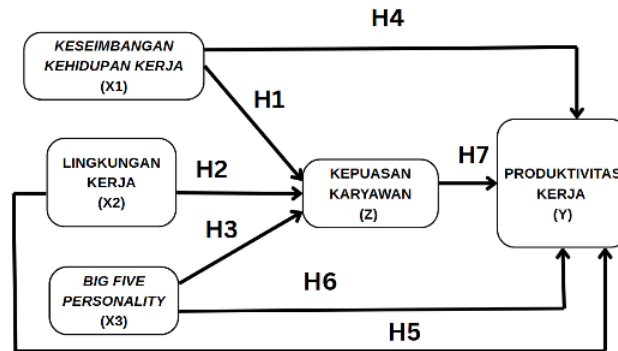 H4
KESEIMBANGAN
KEHIDUPAN KERJA
(X1)
H1
LINGKUNGAN
KERJA
(X2)
H2
KEPUASAN
KARYAWAN
(Z)
H7
PRODUKTIVITAS
KERJA
(Y)
H3
BIG FIVE
PERSONALITY
(X3)
H6
H5